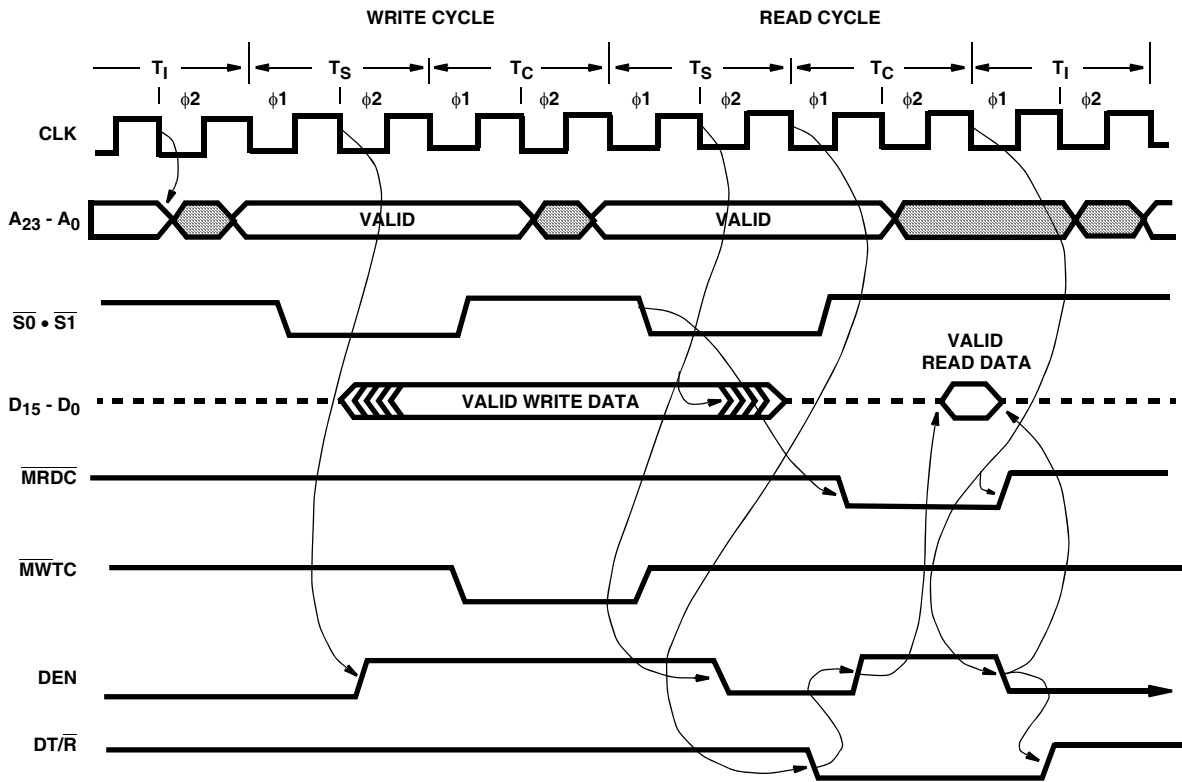 WRITE CYCLE READ CYCLE
TI TS TC TS TC TI
ϕ2 ϕ1 ϕ2 ϕ1 ϕ2 ϕ1 ϕ2 ϕ1 ϕ2 ϕ1 ϕ2
CLK
A23 - A0 VALID VALID
S0 • S1
VALID
READ DATA
D15 - D0 VALID WRITE DATA
MRDC
MWTC
DEN
DT/R